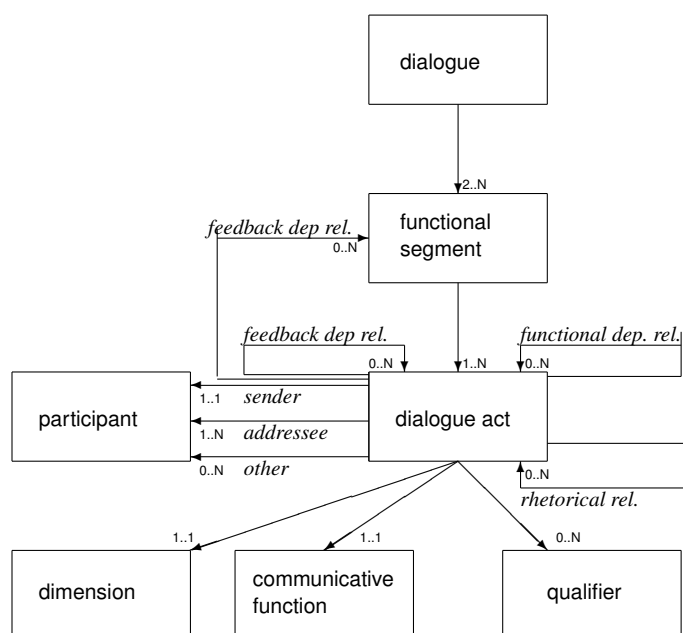 dialogue
2..N
functional
segment
feedback dep rel.
0..N
feedback dep rel.
functional dep. rel.
0..N
1..N
0..N
participant
1..1
sender
1..N
addressee
0..N
other
dialogue act
0..N
rhetorical rel.
1..1
1..1
0..N
dimension
communicative
function
qualifier